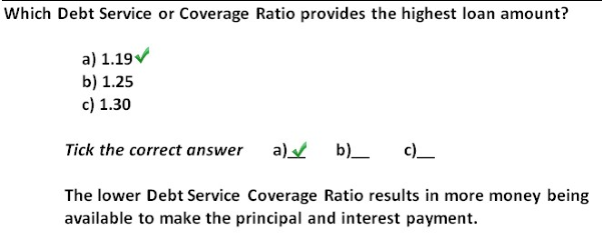 Which Debt Service or Coverage Ratio provides the highest loan amount?
a) 1.19✓
b) 1.25
c) 1.30
Tick the correct answer a)✓ b)__ c)__
The lower Debt Service Coverage Ratio results in more money being
available to make the principal and interest payment.